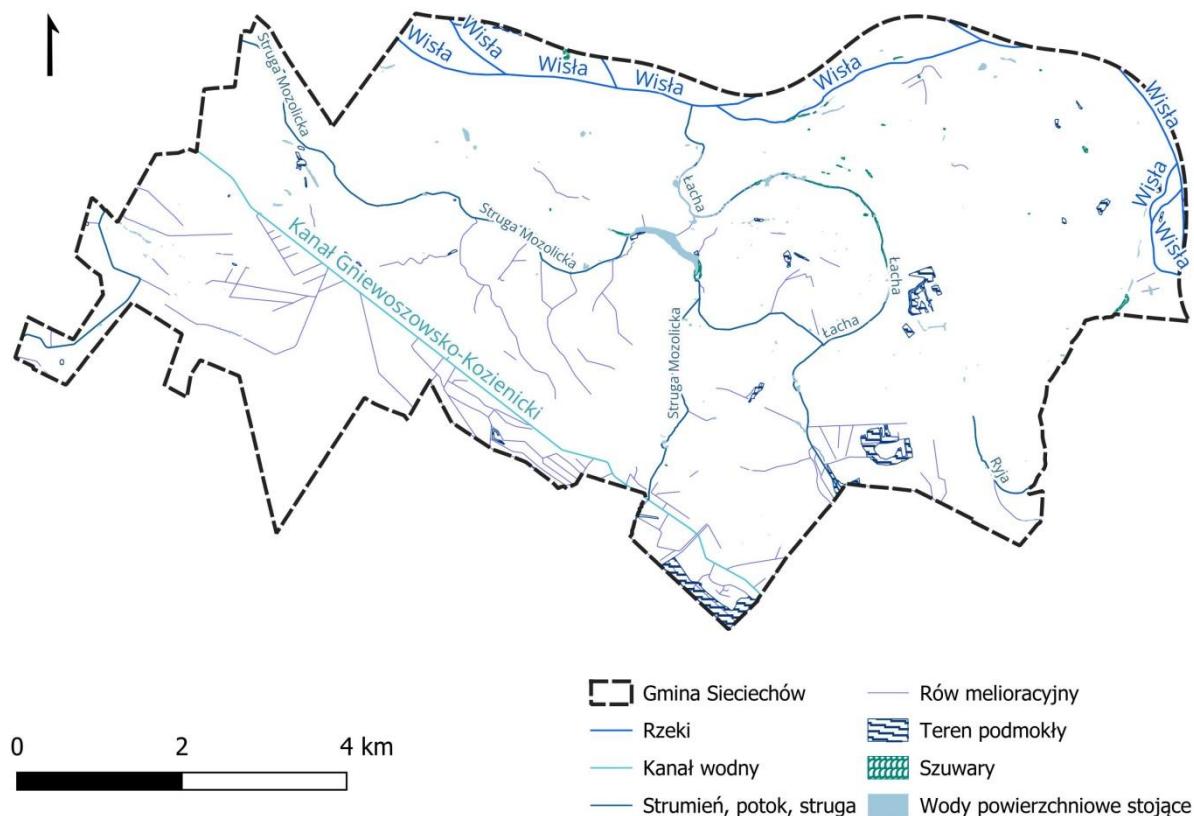 Wisła
Wisła
Wisła
Wisła
Wisła
Wisła
Wisła
Wisła
Struga Mozolicka
Łacha
Struga Mozolicka
Kanał Gniewoszowsko-Kozienicki
Łacha
Łacha
Struga Mozolicka
Ryja
0 2 4 km
Gmina Sieciechów
Rzeki
Kanał wodny
Strumień, potok, struga
Rów melioracyjny
Teren podmokły
Szuwary
Wody powierzchniowe stojące